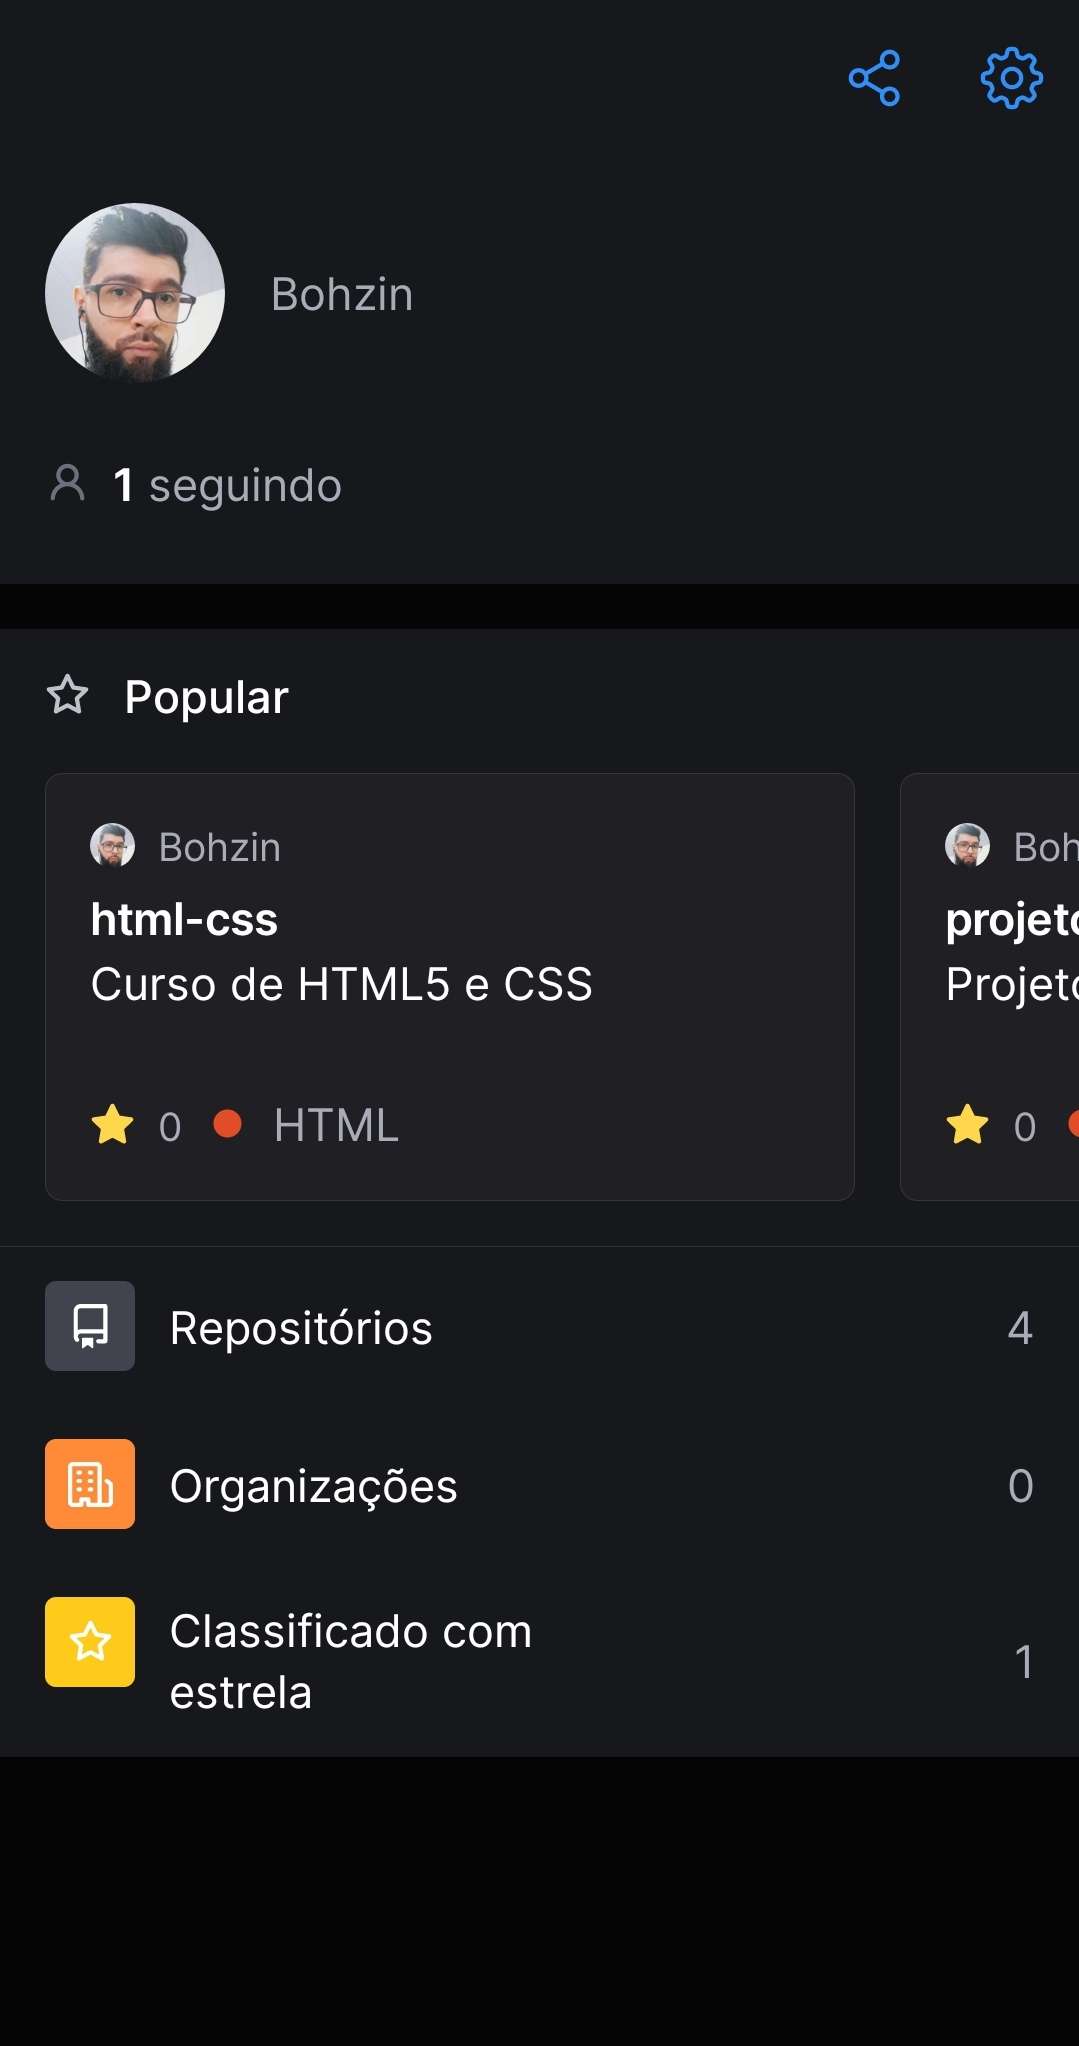 Bohzin
1 seguindo
Popular
Bohzin
html-css
Curso de HTML5 e CSS
0 HTML
0
Repositórios 4
Organizações 0
Classificado com
estrela
1